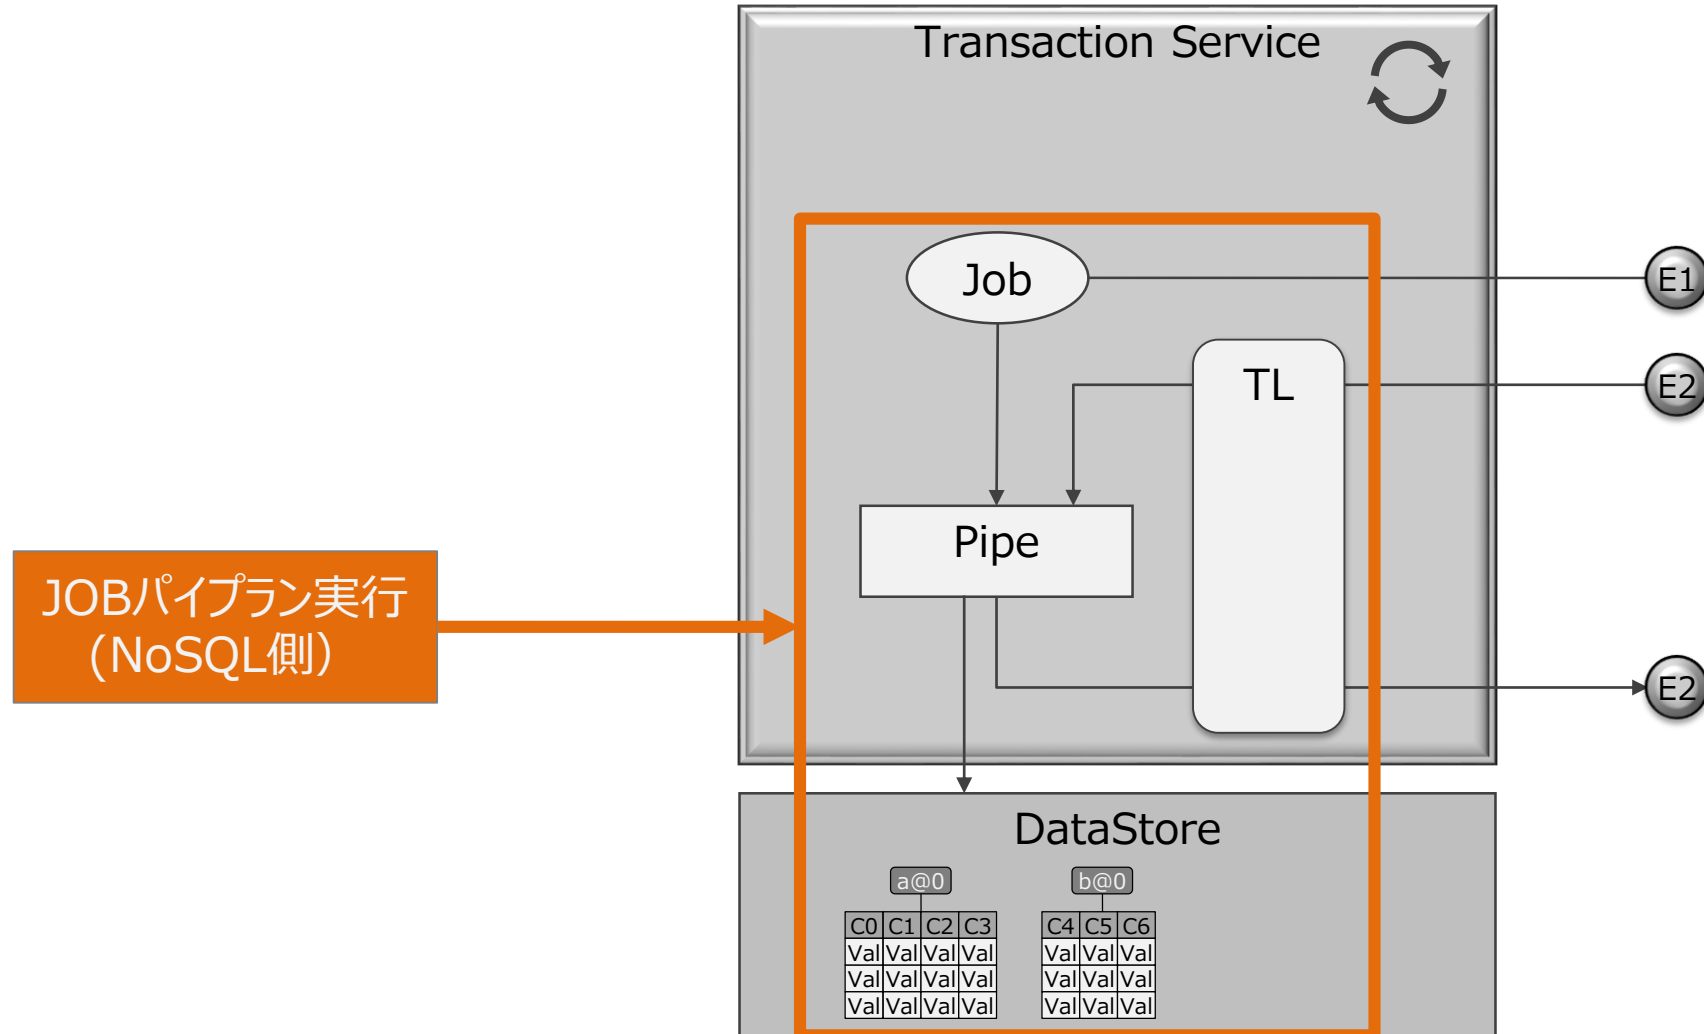 Transaction Service
Job
E1
TL
E2
Pipe
JOBパイプラン実行
(NoSQL側）
E2
DataStore
a@0
b@0
C0 C1 C2 C3
C4 C5 C6
Val Val Val Val
Val Val Val
Val Val Val Val
Val Val Val
Val Val Val Val
Val Val Val